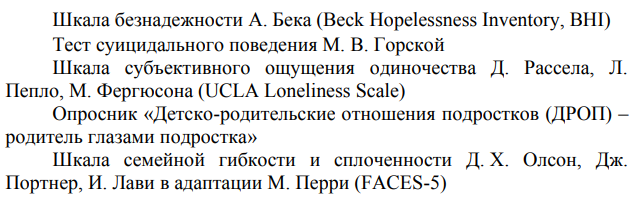 Шкала безнадежности А. Бека (Beck Hopelessness Inventory, BHI)
Тест суицидального поведения М. В. Горской
Шкала субъективного ощущения одиночества Д. Рассела, Л.
Пепло, М. Фергюсона (UCLA Loneliness Scale)
Опросник «Детско-родительские отношения подростков (ДРОП) –
родитель глазами подростка»
Шкала семейной гибкости и сплоченности Д. Х. Олсон, Дж.
Портнер, И. Лави в адаптации М. Перри (FACES-5)